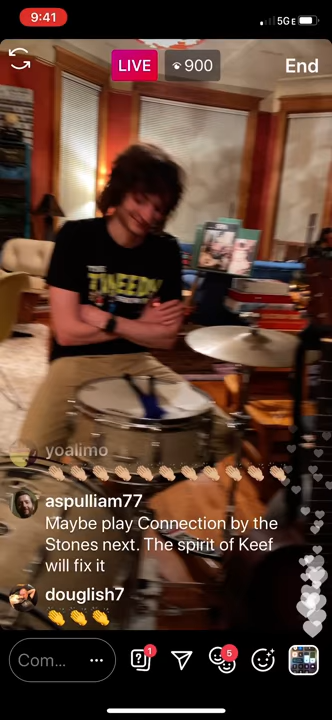 9:41
5GE
LIVE
900
End
TWEEDY
yoalimo
👏👏👏👏👏👏👏👏👏👏
aspulliam77
Maybe play Connection by the
Stones next. The spirit of Keef
will fix it
douglish7
👏👏👏
Com...
1
5